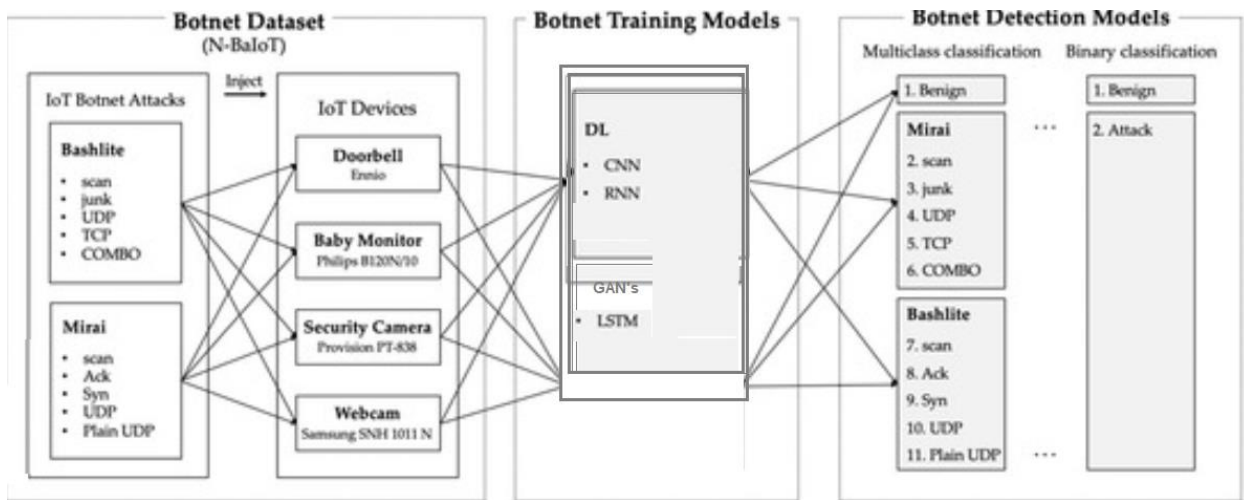 Botnet Dataset
(N-BaIoT)
IoT Botnet Attacks
Bashlite
• scan
• junk
• UDP
• TCP
• COMBO
Mirai
• scan
• Ack
• Syn
• UDP
• Plain UDP
Inject
IoT Devices
Doorbell
Ennio
Baby Monitor
Philips B120N/10
Security Camera
Provision PT-838
Webcam
Samsung SNH 1011 N
Botnet Training Models
DL
• CNN
• RNN
GAN's
• LSTM
Botnet Detection Models
Multiclass classification
1. Benign
Mirai
2. scan
3. junk
4. UDP
5. TCP
6. COMBO
Bashlite
7. scan
8. Ack
9. Syn
10. UDP
11. Plain UDP
...
...
Binary classification
1. Benign
2. Attack